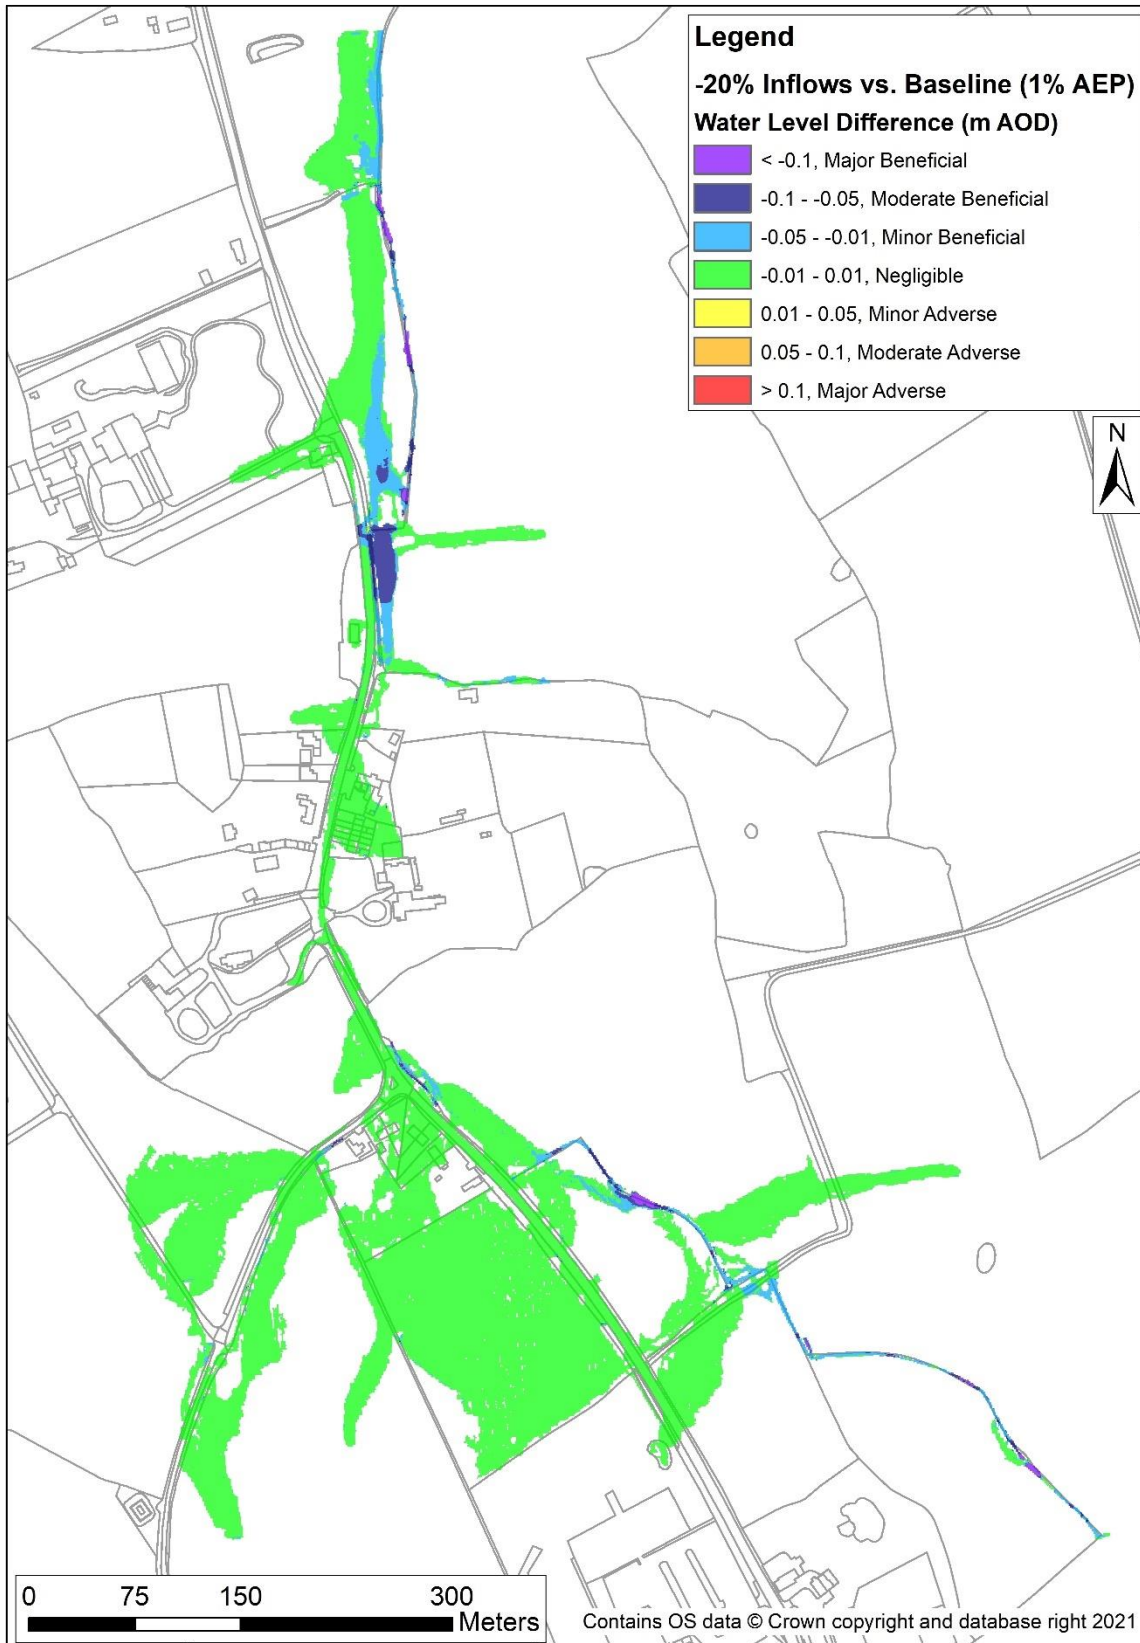 Legend
-20% Inflows vs. Baseline (1% AEP)
Water Level Difference (m AOD)
< -0.1, Major Beneficial
-0.1 - -0.05, Moderate Beneficial
-0.05 - -0.01, Minor Beneficial
-0.01 - 0.01, Negligible
0.01 - 0.05, Minor Adverse
0.05 - 0.1, Moderate Adverse
> 0.1, Major Adverse
N
0 75 150 300
Meters
Contains OS data © Crown copyright and database right 2021